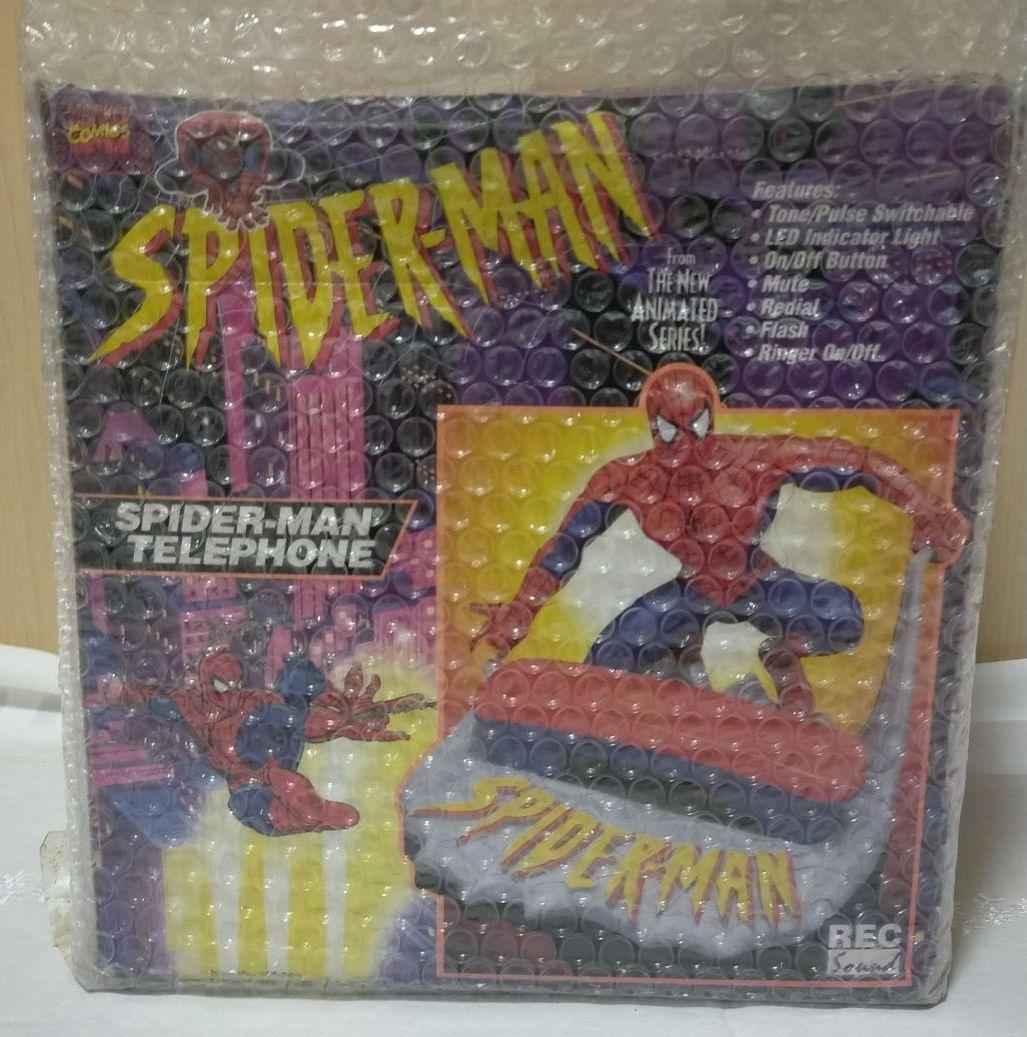 COMICS
SPIDER-MAN
From
THE NEW
ANIMATED
SERIES!
Features:
• Tone/Pulse Switchable
• LED Indicator Light
• On/Off Button
• Mute
• Redial
• Flash
• Ringer On/Off
SPIDER-MAN®
TELEPHONE
SPIDER-MAN
REC
Sound